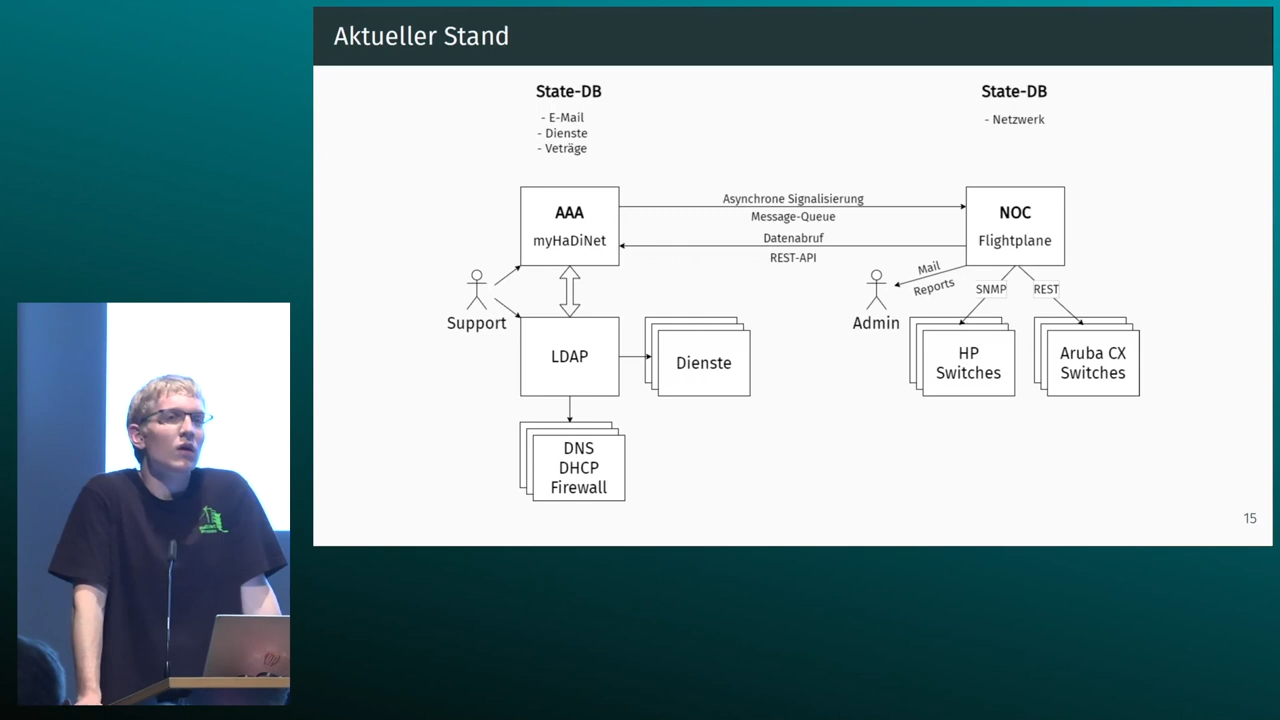 Aktueller Stand
State-DB
- E-Mail
- Dienste
- Veträge
State-DB
- Netzwerk
AAA
myHaDiNet
Asynchrone Signalisierung
Message-Queue
Datenabruf
REST-API
NOC
Flightplane
Support
Mail
Reports
Admin
SNMP
REST
LDAP
Dienste
HP
Switches
Aruba CX
Switches
DNS
DHCP
Firewall
15